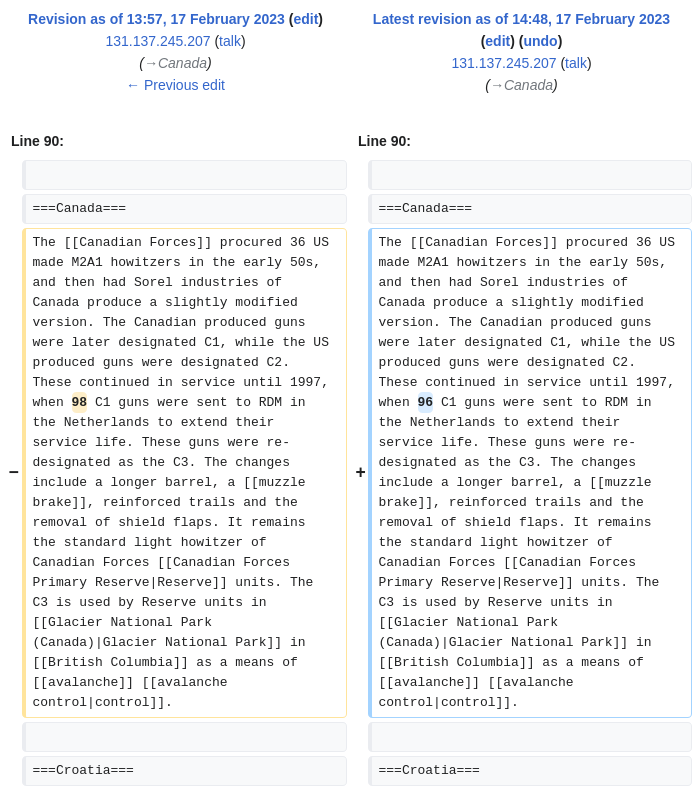 Revision as of 13:57, 17 February 2023 (edit)
131.137.245.207 (talk)
(→Canada)
← Previous edit
Latest revision as of 14:48, 17 February 2023
(edit) (undo)
131.137.245.207 (talk)
(→Canada)
Line 90:
Line 90:
===Canada===
===Canada===
−
The [[Canadian Forces]] procured 36 US
made M2A1 howitzers in the early 50s,
and then had Sorel industries of
Canada produce a slightly modified
version. The Canadian produced guns
were later designated C1, while the US
produced guns were designated C2.
These continued in service until 1997,
when 98 C1 guns were sent to RDM in
the Netherlands to extend their
service life. These guns were re-
designated as the C3. The changes
include a longer barrel, a [[muzzle
brake]], reinforced trails and the
removal of shield flaps. It remains
the standard light howitzer of
Canadian Forces [[Canadian Forces
Primary Reserve|Reserve]] units. The
C3 is used by Reserve units in
[[Glacier National Park
(Canada)|Glacier National Park]] in
[[British Columbia]] as a means of
[[avalanche]] [[avalanche
control|control]].
+
The [[Canadian Forces]] procured 36 US
made M2A1 howitzers in the early 50s,
and then had Sorel industries of
Canada produce a slightly modified
version. The Canadian produced guns
were later designated C1, while the US
produced guns were designated C2.
These continued in service until 1997,
when 96 C1 guns were sent to RDM in
the Netherlands to extend their
service life. These guns were re-
designated as the C3. The changes
include a longer barrel, a [[muzzle
brake]], reinforced trails and the
removal of shield flaps. It remains
the standard light howitzer of
Canadian Forces [[Canadian Forces
Primary Reserve|Reserve]] units. The
C3 is used by Reserve units in
[[Glacier National Park
(Canada)|Glacier National Park]] in
[[British Columbia]] as a means of
[[avalanche]] [[avalanche
control|control]].
===Croatia===
===Croatia===